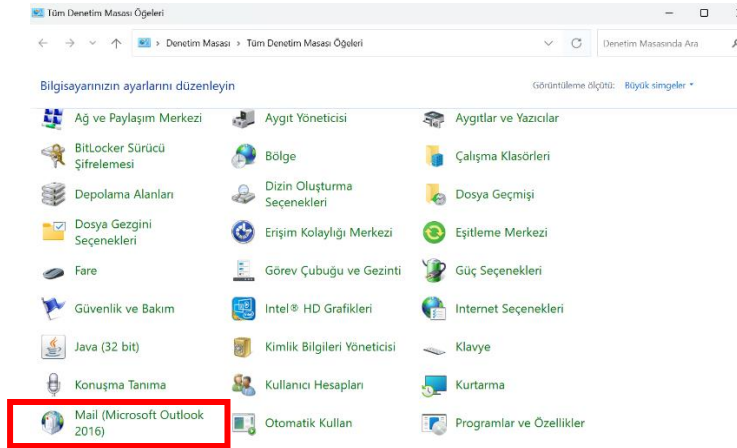 Tüm Denetim Masası Öğeleri
Denetim Masası > Tüm Denetim Masası Öğeleri
Denetim Masasında Ara
Bilgisayarınızın ayarlarını düzenleyin
Görüntüleme ölçütü: Büyük simgeler
Ağ ve Paylaşım Merkezi
Aygıt Yöneticisi
Aygıtlar ve Yazıcılar
BitLocker Sürücü
Şifrelemesi
Bölge
Çalışma Klasörleri
Depolama Alanları
Dizin Oluşturma
Seçenekleri
Dosya Geçmişi
Dosya Gezgini
Seçenekleri
Erişim Kolaylığı Merkezi
Eşitleme Merkezi
Fare
Görev Çubuğu ve Gezinti
Güç Seçenekleri
Güvenlik ve Bakım
Intel® HD Grafikleri
Internet Seçenekleri
Java (32 bit)
Kimlik Bilgileri Yöneticisi
Klavye
Konuşma Tanıma
Kullanıcı Hesapları
Kurtarma
Mail (Microsoft Outlook
2016)
Otomatik Kullan
Programlar ve Özellikler